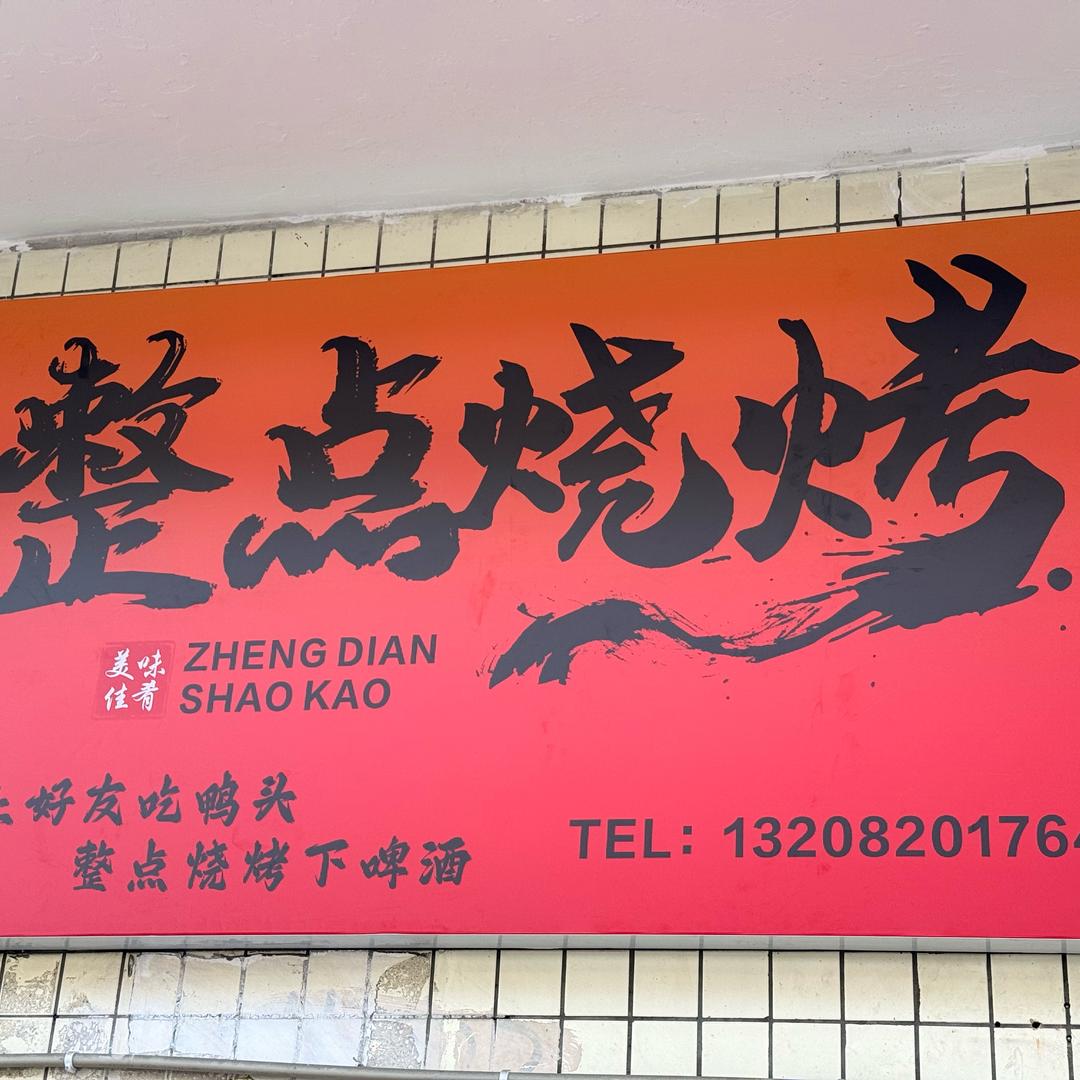 整点烧烤
美味
佳肴
ZHENG DIAN
SHAO KAO
好友吃鸭头
整点烧烤下啤酒
TEL: 13208201764